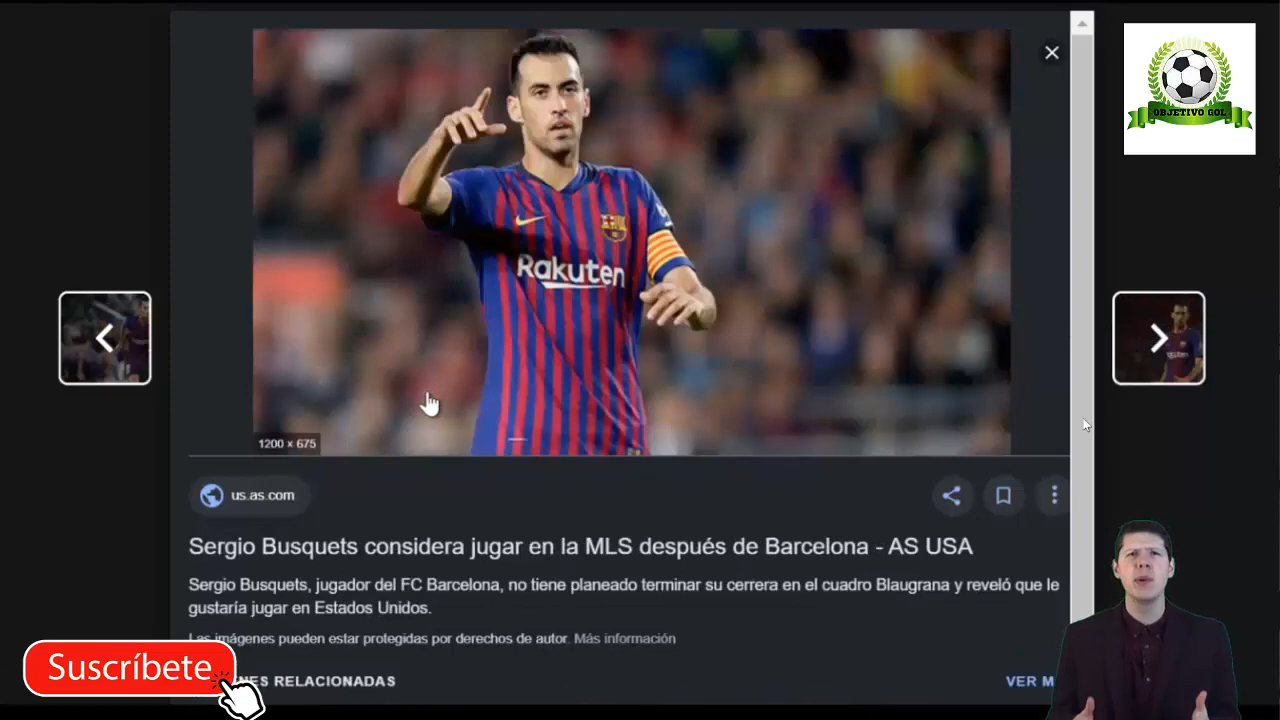 OBJETIVO GOL
Rakuten
1200 × 675
us.as.com
Sergio Busquets considera jugar en la MLS después de Barcelona - AS USA
Sergio Busquets, jugador del FC Barcelona, no tiene planeado terminar su cerrera en el cuadro Blaugrana y reveló que le
gustaría jugar en Estados Unidos.
Las imágenes pueden estar protegidas por derechos de autor. Más información
Suscríbete
NES RELACIONADAS
VER M